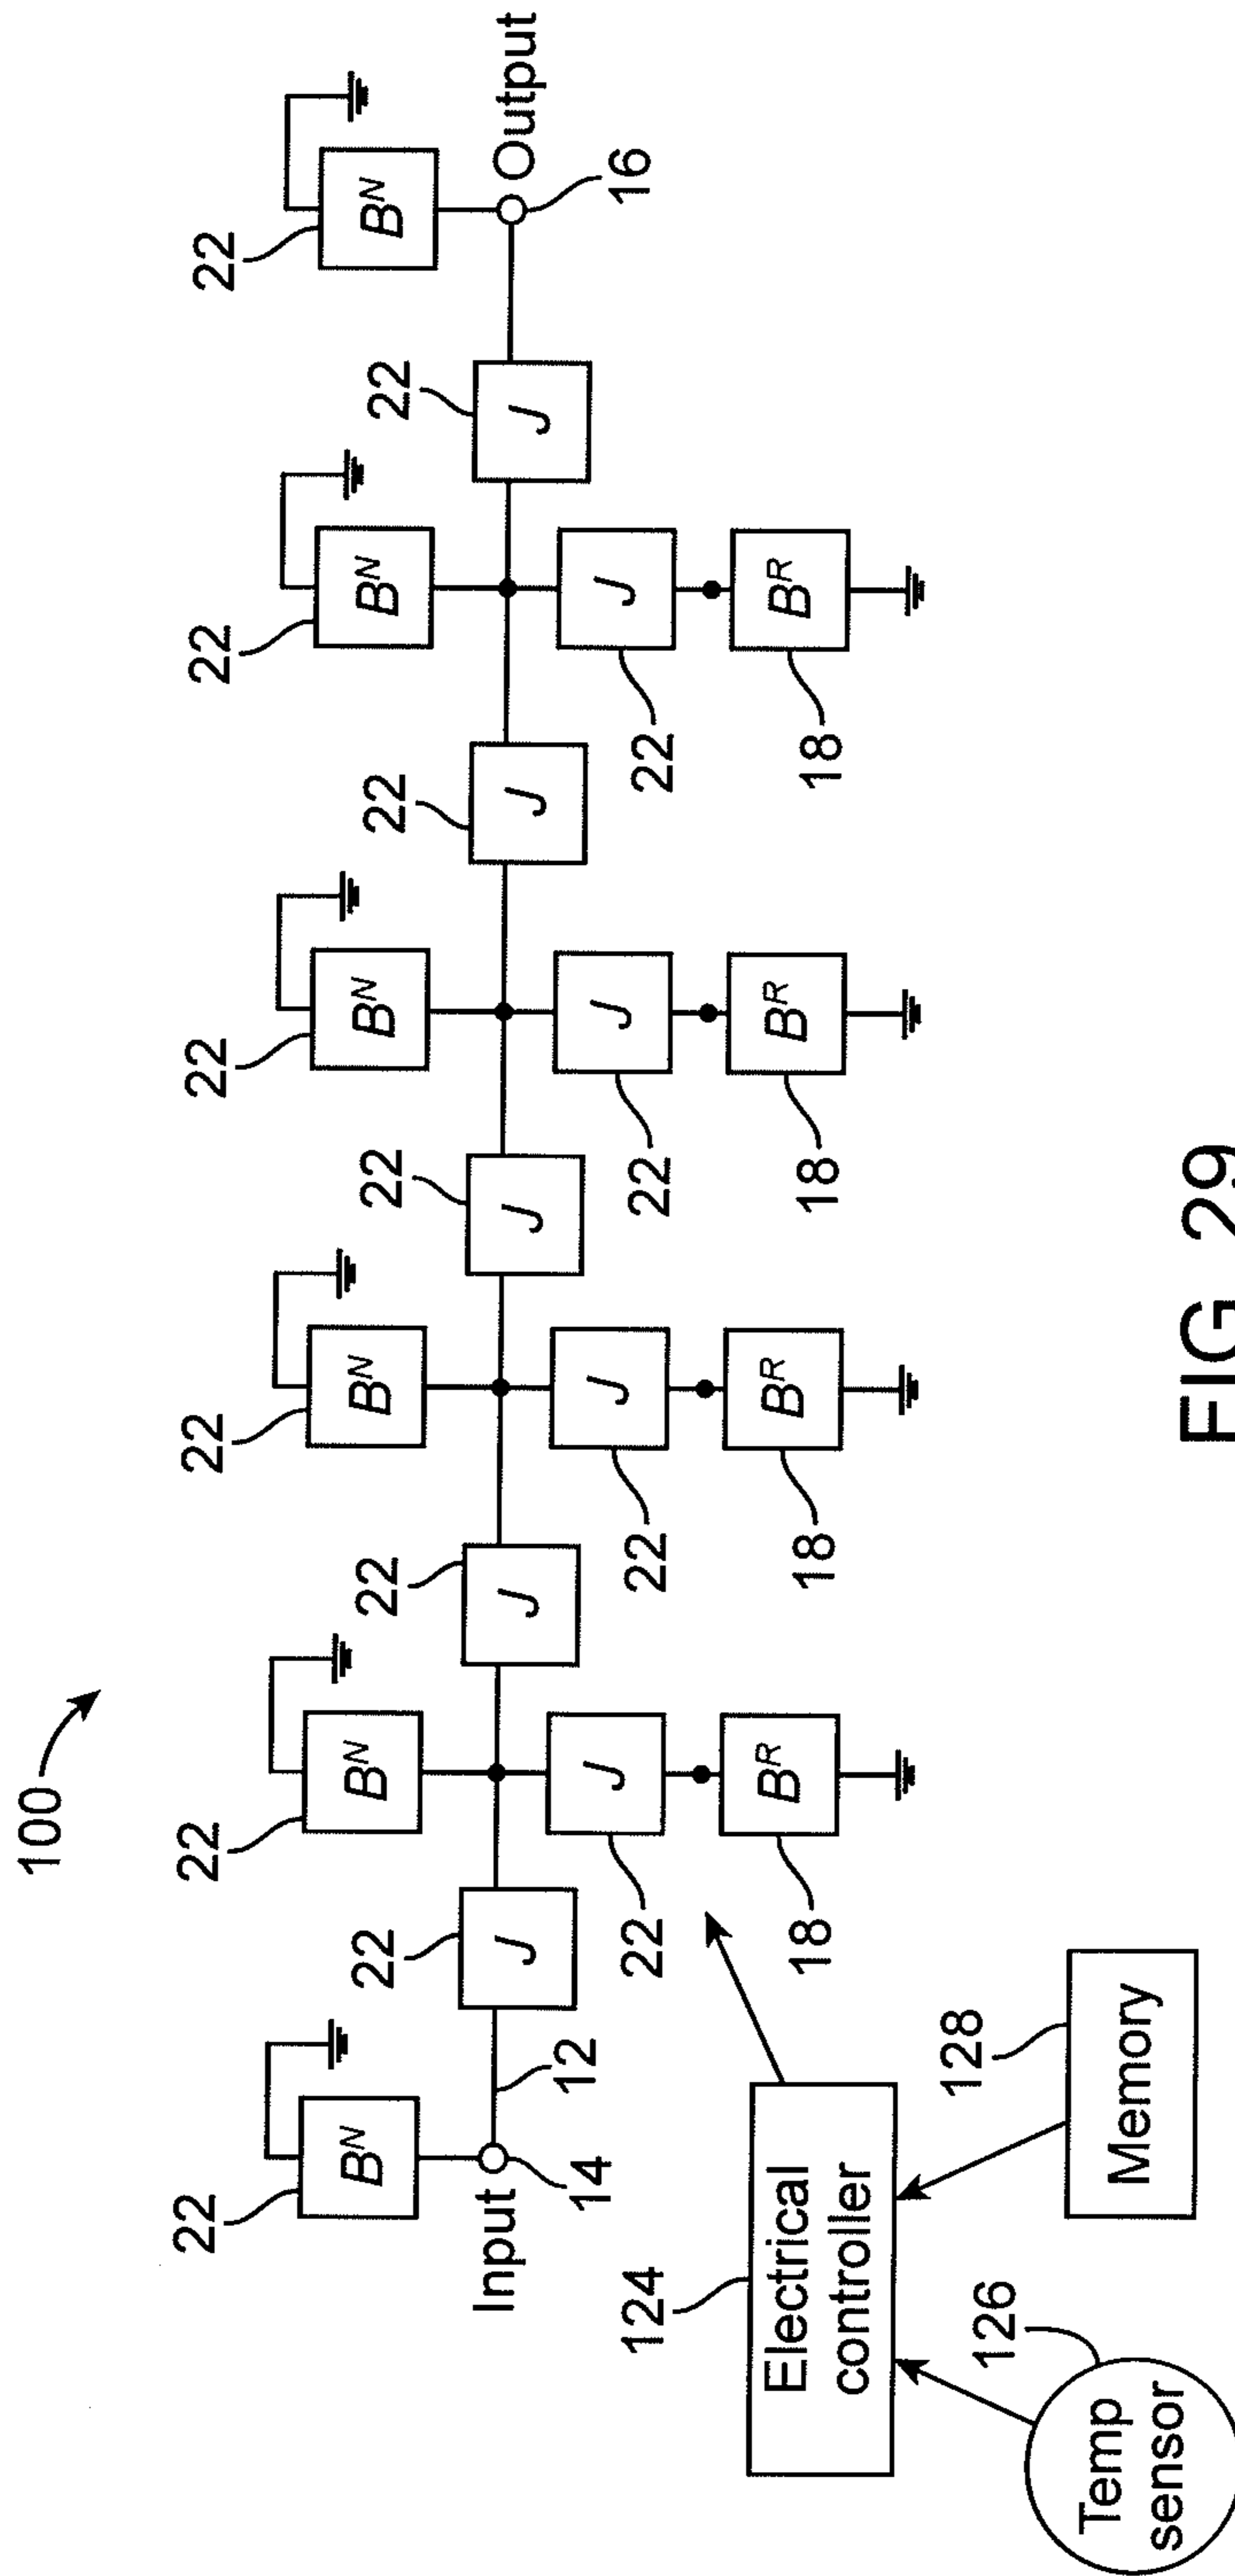 100
22
22
22
22
22
22
B^N
B^N
B^N
B^N
B^N
B^N
22
22
22
22
22
Input
J
J
J
J
J
Output
14
12
16
J
J
J
J
22
22
22
22
B^R
B^R
B^R
B^R
18
18
18
18
124
Electrical
controller
128
Memory
126
Temp
sensor
FIG. 29